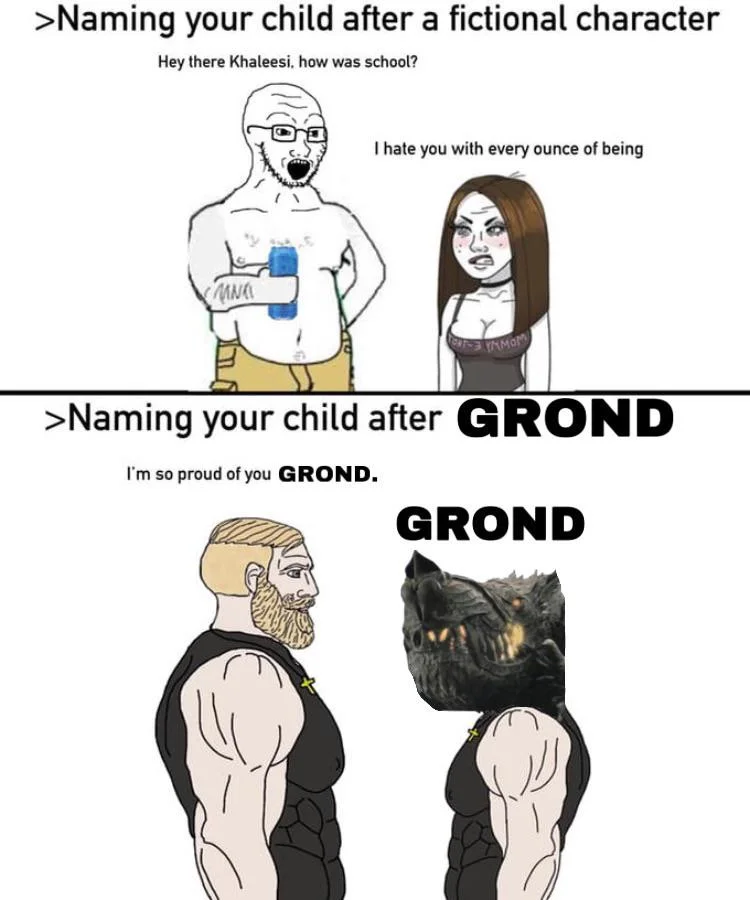 >Naming your child after a fictional character
Hey there Khaleesi, how was school?
I hate you with every ounce of being
>Naming your child after GROND
I'm so proud of you GROND.
GROND